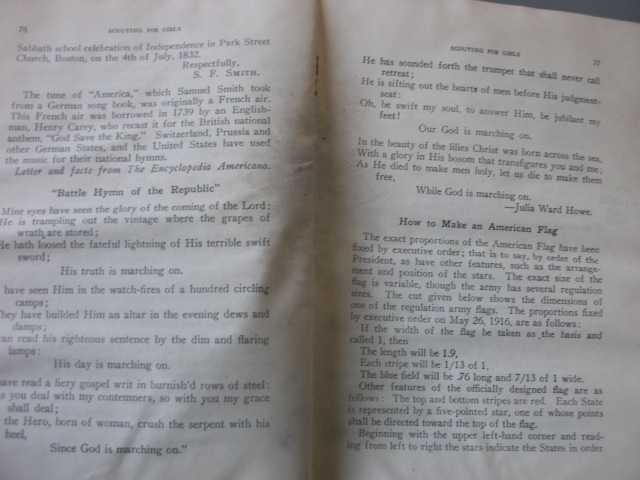 76
SCOUTING FOR GIRLS
Sabbath school celebration of Independence in Park Street
Church, Boston, on the 4th of July, 1832.
Respectfully,
S. F. SMITH.
The tune of "America," which Samuel Smith took
from a German song book, was originally a French air.
This French air was borrowed in 1739 by an English-
man, Henry Carey, who recast it for the British national
anthem, "God Save the King." Switzerland, Prussia and
other German States, and the United States have used
the music for their national hymns.
Letter and facts from The Encyclopedia Americana.
"Battle Hymn of the Republic"
Mine eyes have seen the glory of the coming of the Lord;
He is trampling out the vintage where the grapes of
wrath are stored;
He hath loosed the fateful lightning of His terrible swift
sword;
His truth is marching on.
have seen Him in the watch-fires of a hundred circling
camps;
They have builded Him an altar in the evening dews and
damps;
can read his righteous sentence by the dim and flaring
lamps:
His day is marching on.
have read a fiery gospel writ in burnish'd rows of steel:
as you deal with my contemners, so with you my grace
shall deal;
the Hero, born of woman, crush the serpent with his
heel,
Since God is marching on."
SCOUTING FOR GIRLS
77
He has sounded forth the trumpet that shall never call
retreat;
He is sifting out the hearts of men before His judgment-
seat:
Oh, be swift my soul, to answer Him, be jubilant my
feet!
Our God is marching on.
In the beauty of the lilies Christ was born across the sea,
With a glory in His bosom that transfigures you and me;
As He died to make men holy, let us die to make them
free,
While God is marching on.
—Julia Ward Howe.
How to Make an American Flag
The exact proportions of the American Flag have been
fixed by executive order; that is to say, by order of the
President, as have other features, such as the arrange-
ment and position of the stars. The exact size of the
flag is variable, though the army has several regulation
sizes. The cut given below shows the dimensions of
one of the regulation army flags. The proportions fixed
by executive order on May 26, 1916, are as follows:
If the width of the flag be taken as the basis and
called 1, then
The length will be 1.9,
Each stripe will be 1/13 of 1,
The blue field will be .76 long and 7/13 of 1 wide.
Other features of the officially designed flag are as
follows: The top and bottom stripes are red. Each State
is represented by a five-pointed star, one of whose points
shall be directed toward the top of the flag.
Beginning with the upper left-hand corner and read-
ing from left to right the stars indicate the States in order